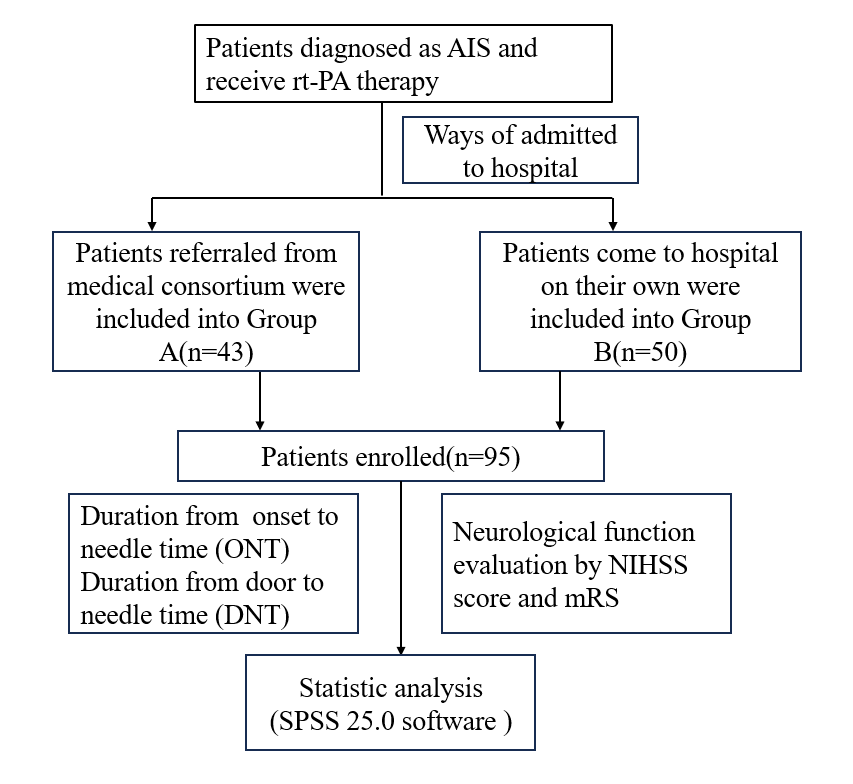 Patients diagnosed as AIS and
receive rt-PA therapy
Ways of admitted
to hospital
Patients referraled from
medical consortium were
included into Group
A(n=43)
Patients come to hospital
on their own were
included into Group
B(n=50)
Patients enrolled(n=95)
Duration from  onset to
needle time (ONT)
Duration from door to
needle time (DNT)
Neurological function
evaluation by NIHSS
score and mRS
Statistic analysis
(SPSS 25.0 software )